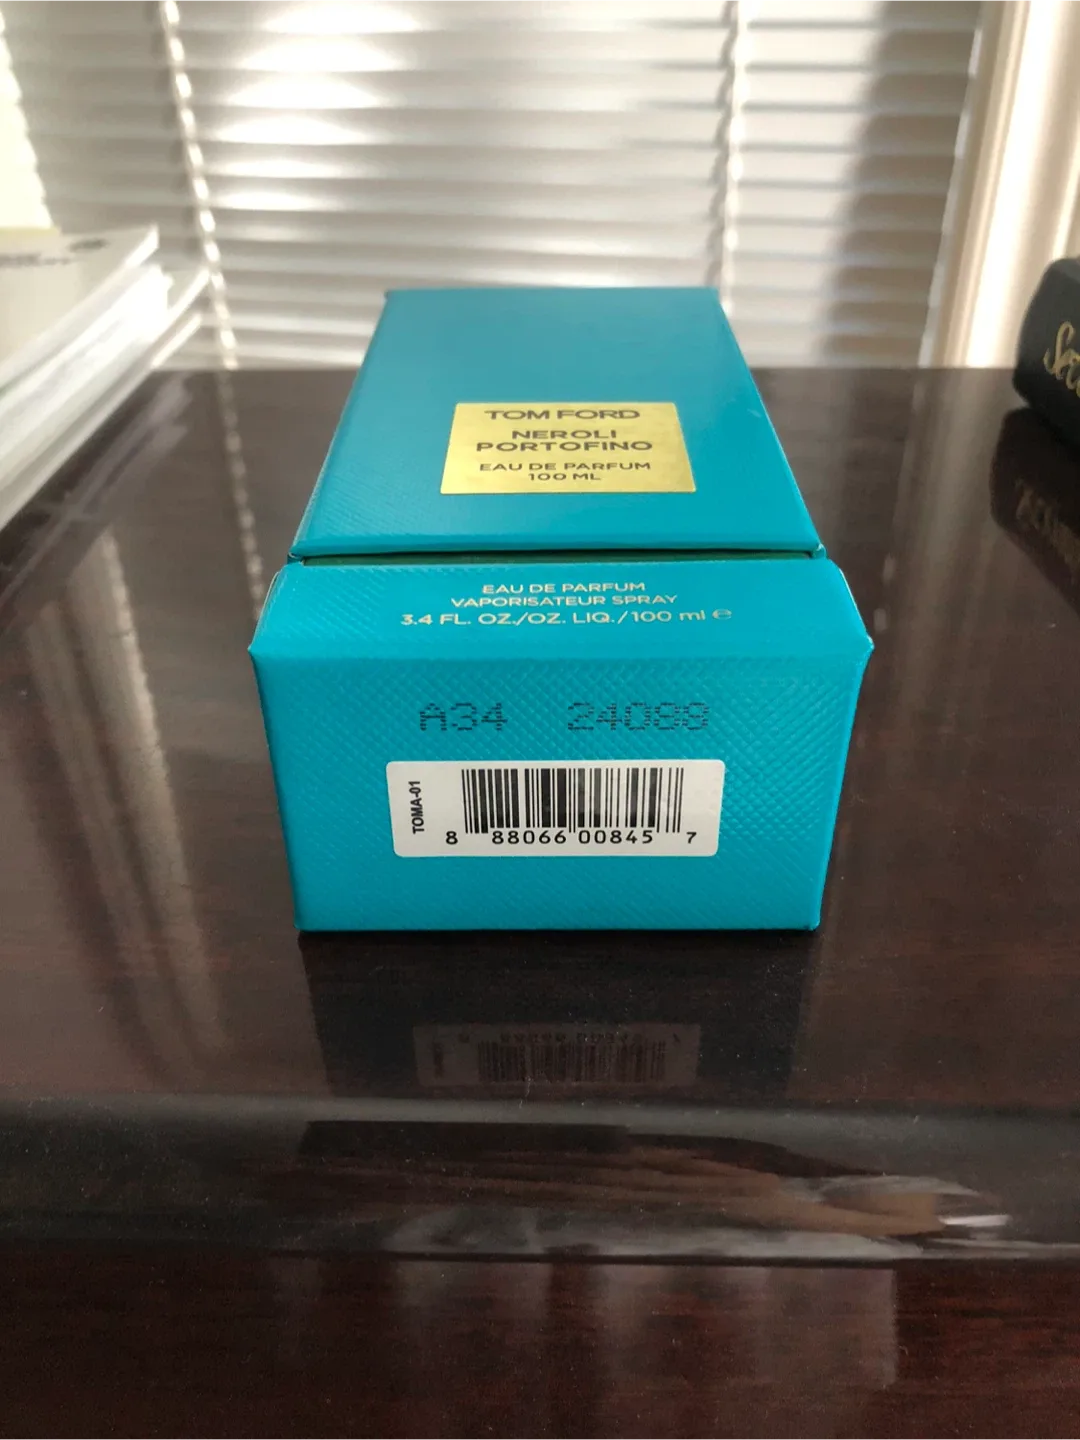 TOM FORD
NEROLI
PORTOFINO
EAU DE PARFUM
100 ML
EAU DE PARFUM
VAPORISATEUR SPRAY
3.4 FL. OZ./OZ. LIQ./100 ml ℮
A34 24088
TOMA-01
8 88066 00845 7